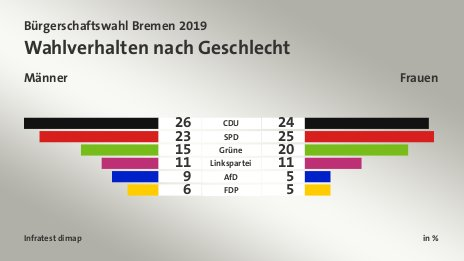 Bürgerschaftswahl Bremen 2019
Wahlverhalten nach Geschlecht
Männer Frauen
26 CDU 24
23 SPD 25
15 Grüne 20
11 Linkspartei 11
9 AfD 5
6 FDP 5
Infratest dimap in %